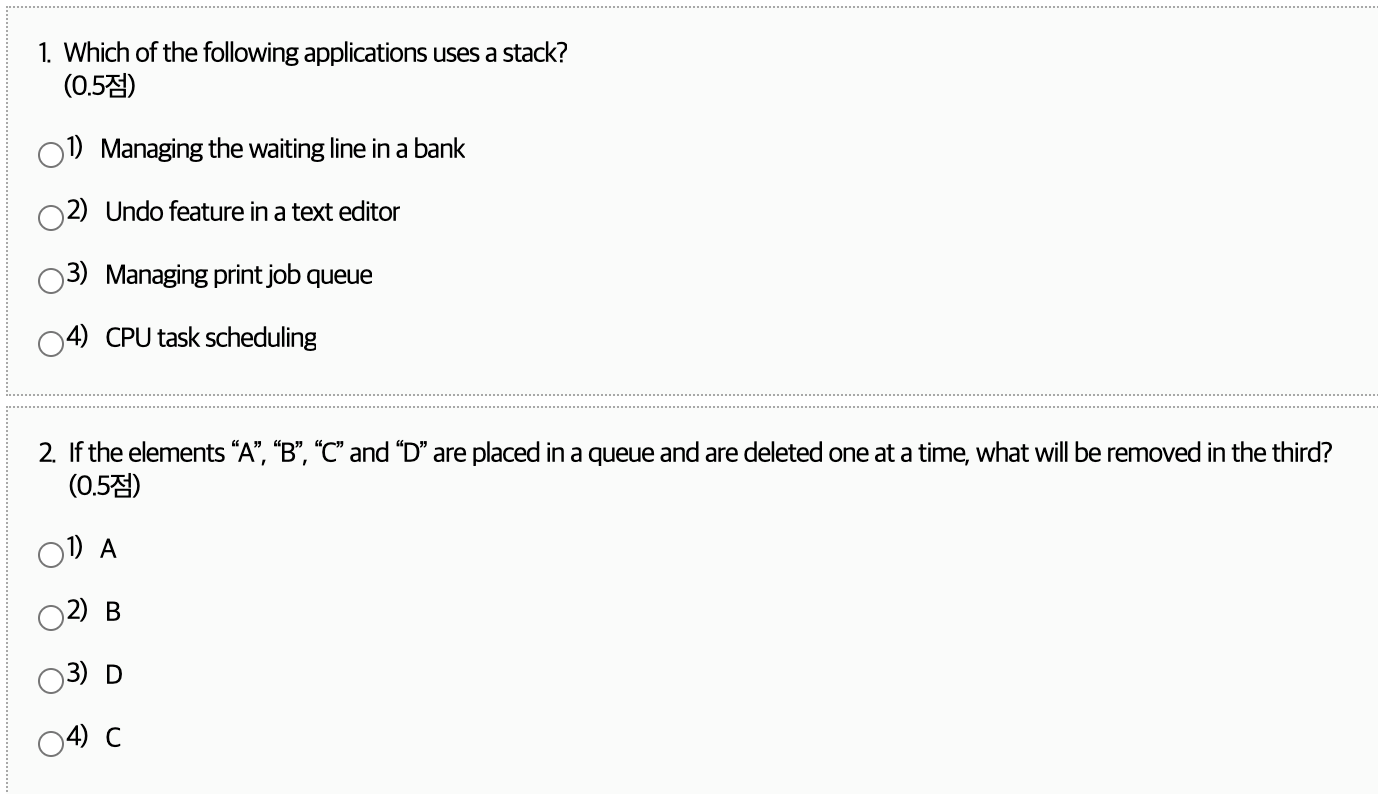 1. Which of the following applications uses a stack?
(0.5점)
1) Managing the waiting line in a bank
2) Undo feature in a text editor
3) Managing print job queue
4) CPU task scheduling
2. If the elements “A”, “B”, “C” and “D” are placed in a queue and are deleted one at a time, what will be removed in the third?
(0.5점)
1) A
2) B
3) D
4) C